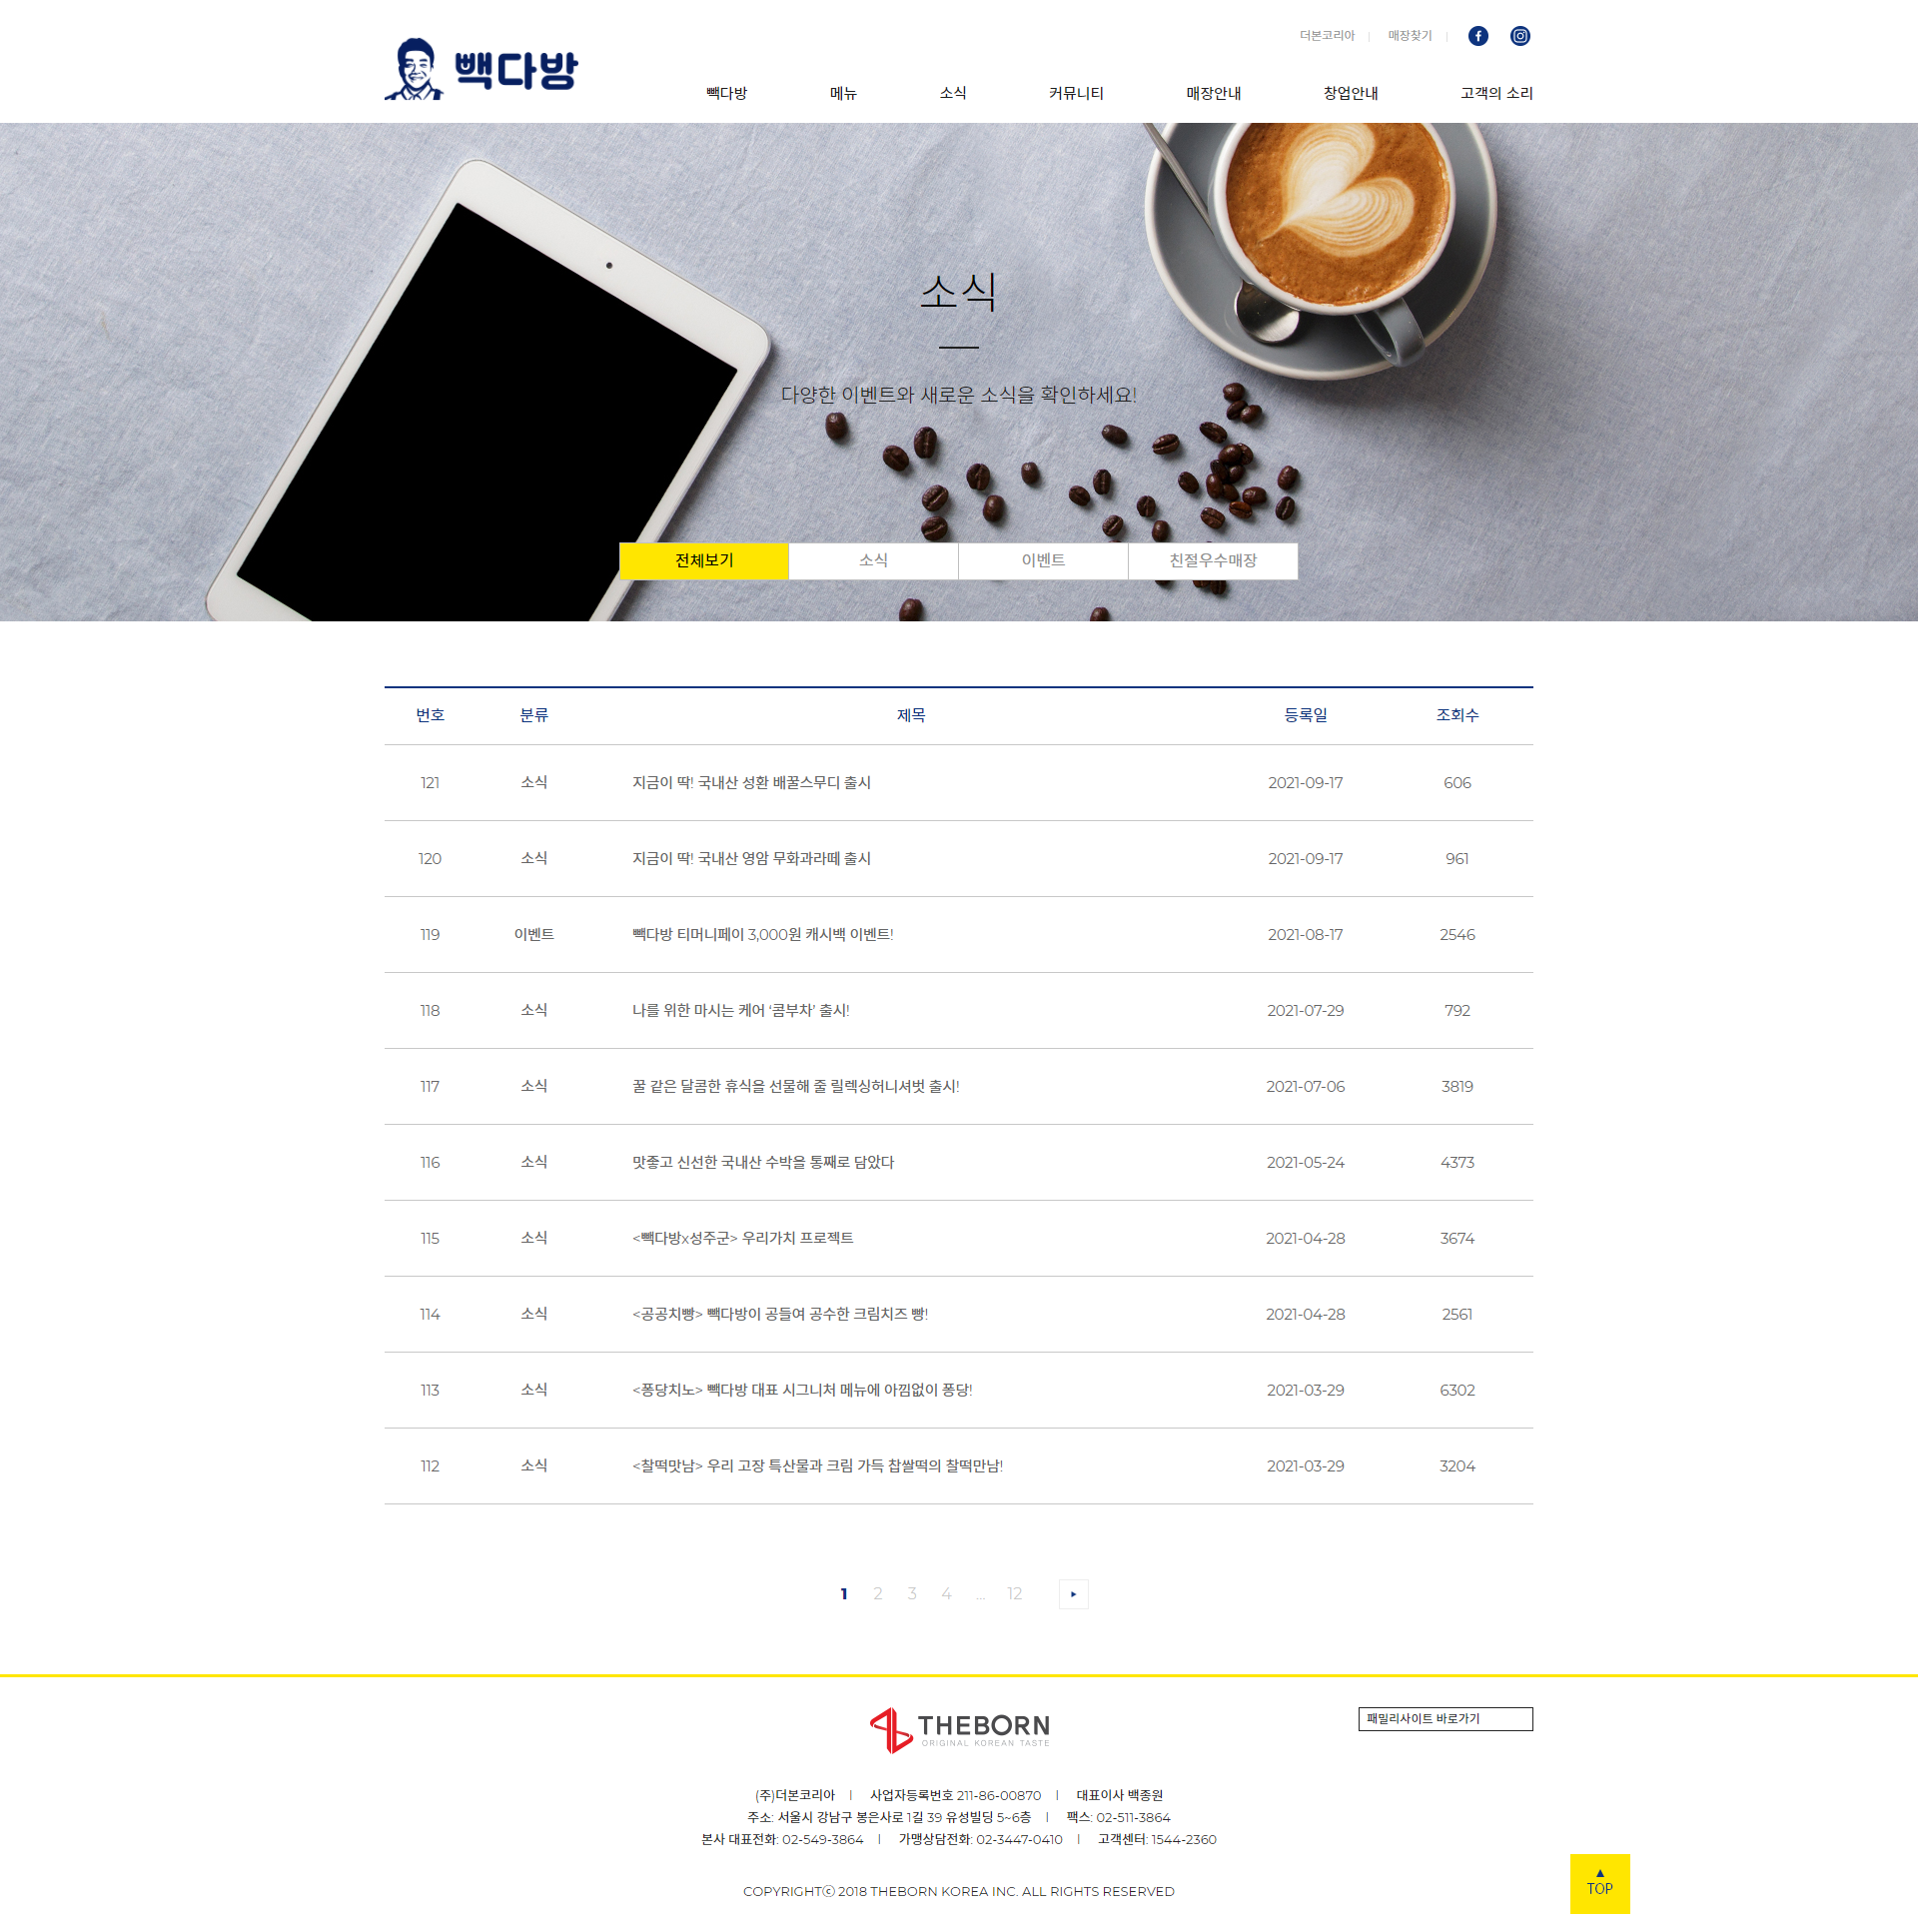 더본코리아 | 매장찾기 |
빽다방
빽다방 메뉴 소식 커뮤니티 매장안내 창업안내 고객의 소리
소식
다양한 이벤트와 새로운 소식을 확인하세요!
전체보기 소식 이벤트 친절우수매장
번호 분류 제목 등록일 조회수
121 소식 지금이 딱! 국내산 성환 배꿀스무디 출시 2021-09-17 606
120 소식 지금이 딱! 국내산 영암 무화과라떼 출시 2021-09-17 961
119 이벤트 빽다방 티머니페이 3,000원 캐시백 이벤트! 2021-08-17 2546
118 소식 나를 위한 마시는 케어 ‘콤부차’ 출시! 2021-07-29 792
117 소식 꿀 같은 달콤한 휴식을 선물해 줄 릴렉싱허니셔벗 출시! 2021-07-06 3819
116 소식 맛좋고 신선한 국내산 수박을 통째로 담았다 2021-05-24 4373
115 소식 <빽다방x성주군> 우리가치 프로젝트 2021-04-28 3674
114 소식 <공공치빵> 빽다방이 공들여 공수한 크림치즈 빵! 2021-04-28 2561
113 소식 <퐁당치노> 빽다방 대표 시그니처 메뉴에 아낌없이 퐁당! 2021-03-29 6302
112 소식 <찰떡맛남> 우리 고장 특산물과 크림 가득 찹쌀떡의 찰떡만남! 2021-03-29 3204
1 2 3 4 ... 12
THEBORN
ORIGINAL KOREAN TASTE
패밀리사이트 바로가기
(주)더본코리아 | 사업자등록번호 211-86-00870 | 대표이사 백종원
주소: 서울시 강남구 봉은사로 1길 39 유성빌딩 5~6층 | 팩스: 02-511-3864
본사 대표전화: 02-549-3864 | 가맹상담전화: 02-3447-0410 | 고객센터: 1544-2360
COPYRIGHTⓒ 2018 THEBORN KOREA INC. ALL RIGHTS RESERVED
▲
TOP